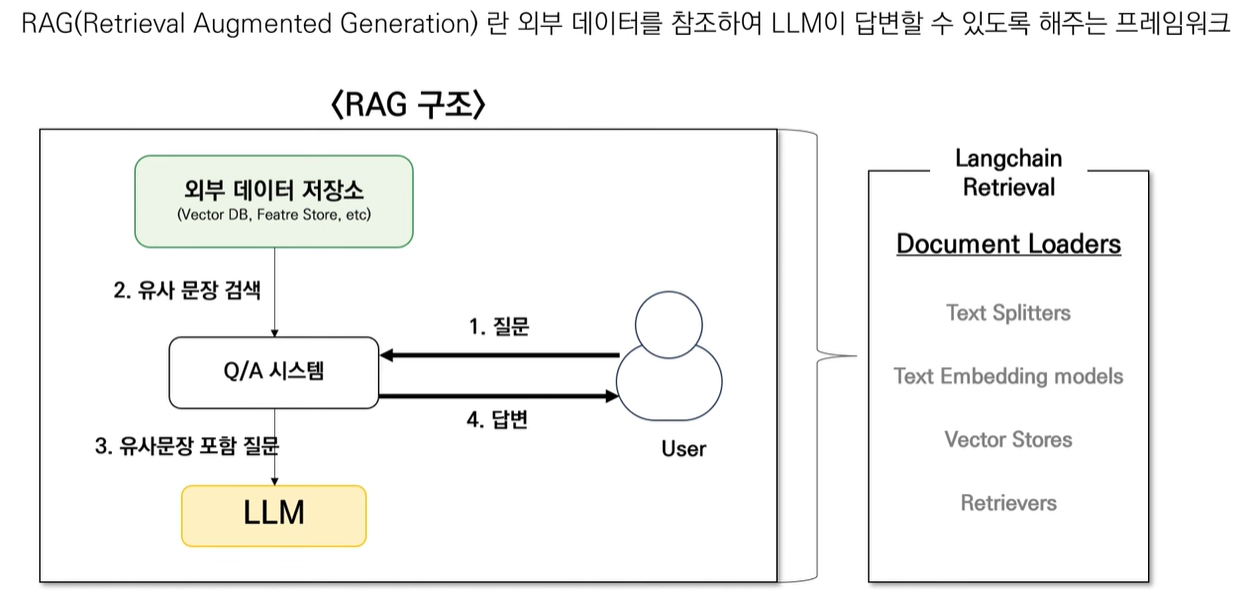 RAG(Retrieval Augmented Generation) 란 외부 데이터를 참조하여 LLM이 답변할 수 있도록 해주는 프레임워크
〈RAG 구조〉
외부 데이터 저장소
(Vector DB, Featre Store, etc)
2. 유사 문장 검색
1. 질문
Q/A 시스템
4. 답변
3. 유사문장 포함 질문
User
LLM
Langchain
Retrieval
Document Loaders
Text Splitters
Text Embedding models
Vector Stores
Retrievers